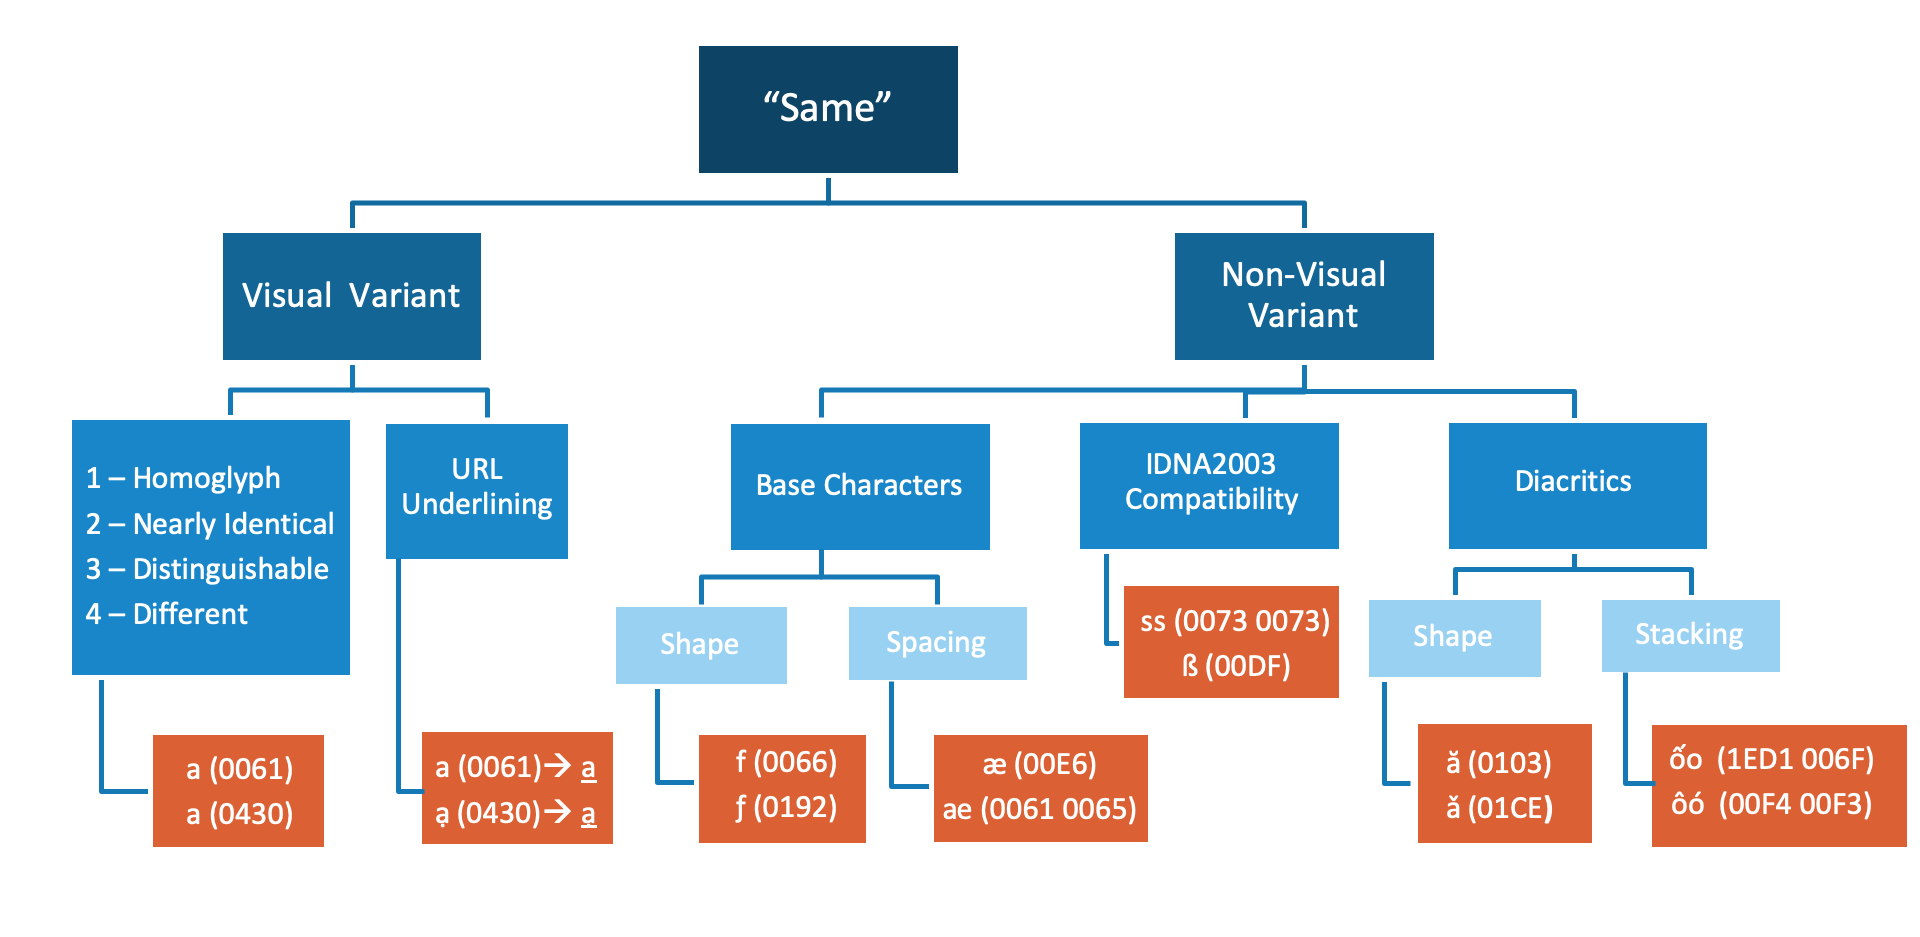 “Same”
Visual Variant
Non-Visual
Variant
1 – Homoglyph
2 – Nearly Identical
3 – Distinguishable
4 – Different
URL
Underlining
Base Characters
IDNA2003
Compatibility
Diacritics
Shape
Spacing
ss (0073 0073)
ß (00DF)
Shape
Stacking
a (0061)
а (0430)
a (0061)→ a
ạ (0430)→ ạ
f (0066)
ƒ (0192)
æ (00E6)
ae (0061 0065)
ă (0103)
ǎ (01CE)
ốo (1ED1 006F)
ôó (00F4 00F3)